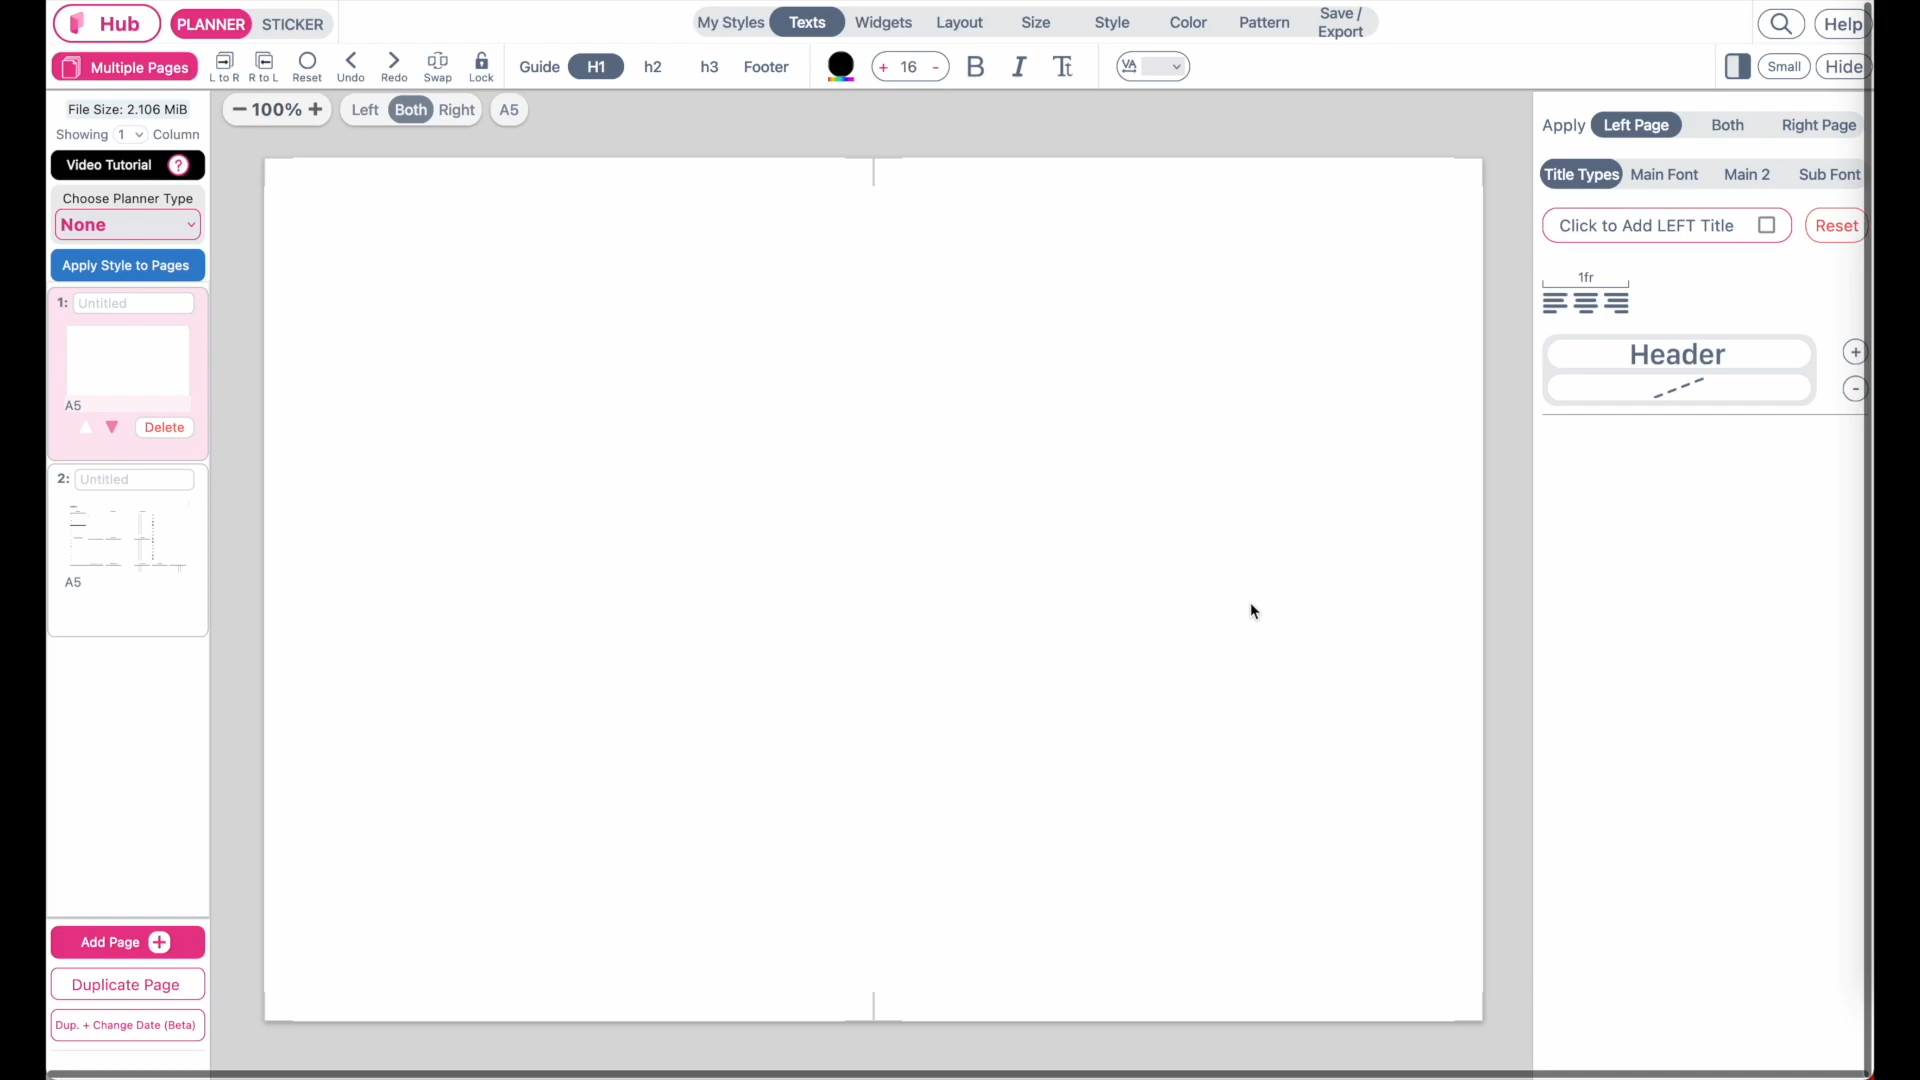 Hub
PLANNER STICKER
My Styles Texts Widgets Layout Size Style Color Pattern Save / Export
Help
Multiple Pages
L to R R to L Reset Undo Redo Swap Lock
Guide H1 h2 h3 Footer
+ 16 -
B I Tt
VA
Small Hide
File Size: 2.106 MiB
Showing 1 Column
Video Tutorial ?
Choose Planner Type
None
Apply Style to Pages
1: Untitled
A5
Delete
2: Untitled
A5
Add Page +
Duplicate Page
Dup. + Change Date (Beta)
− 100% +
Left Both Right
A5
Apply Left Page Both Right Page
Title Types Main Font Main 2 Sub Font
Click to Add LEFT Title
Reset
1fr
Header
+
-